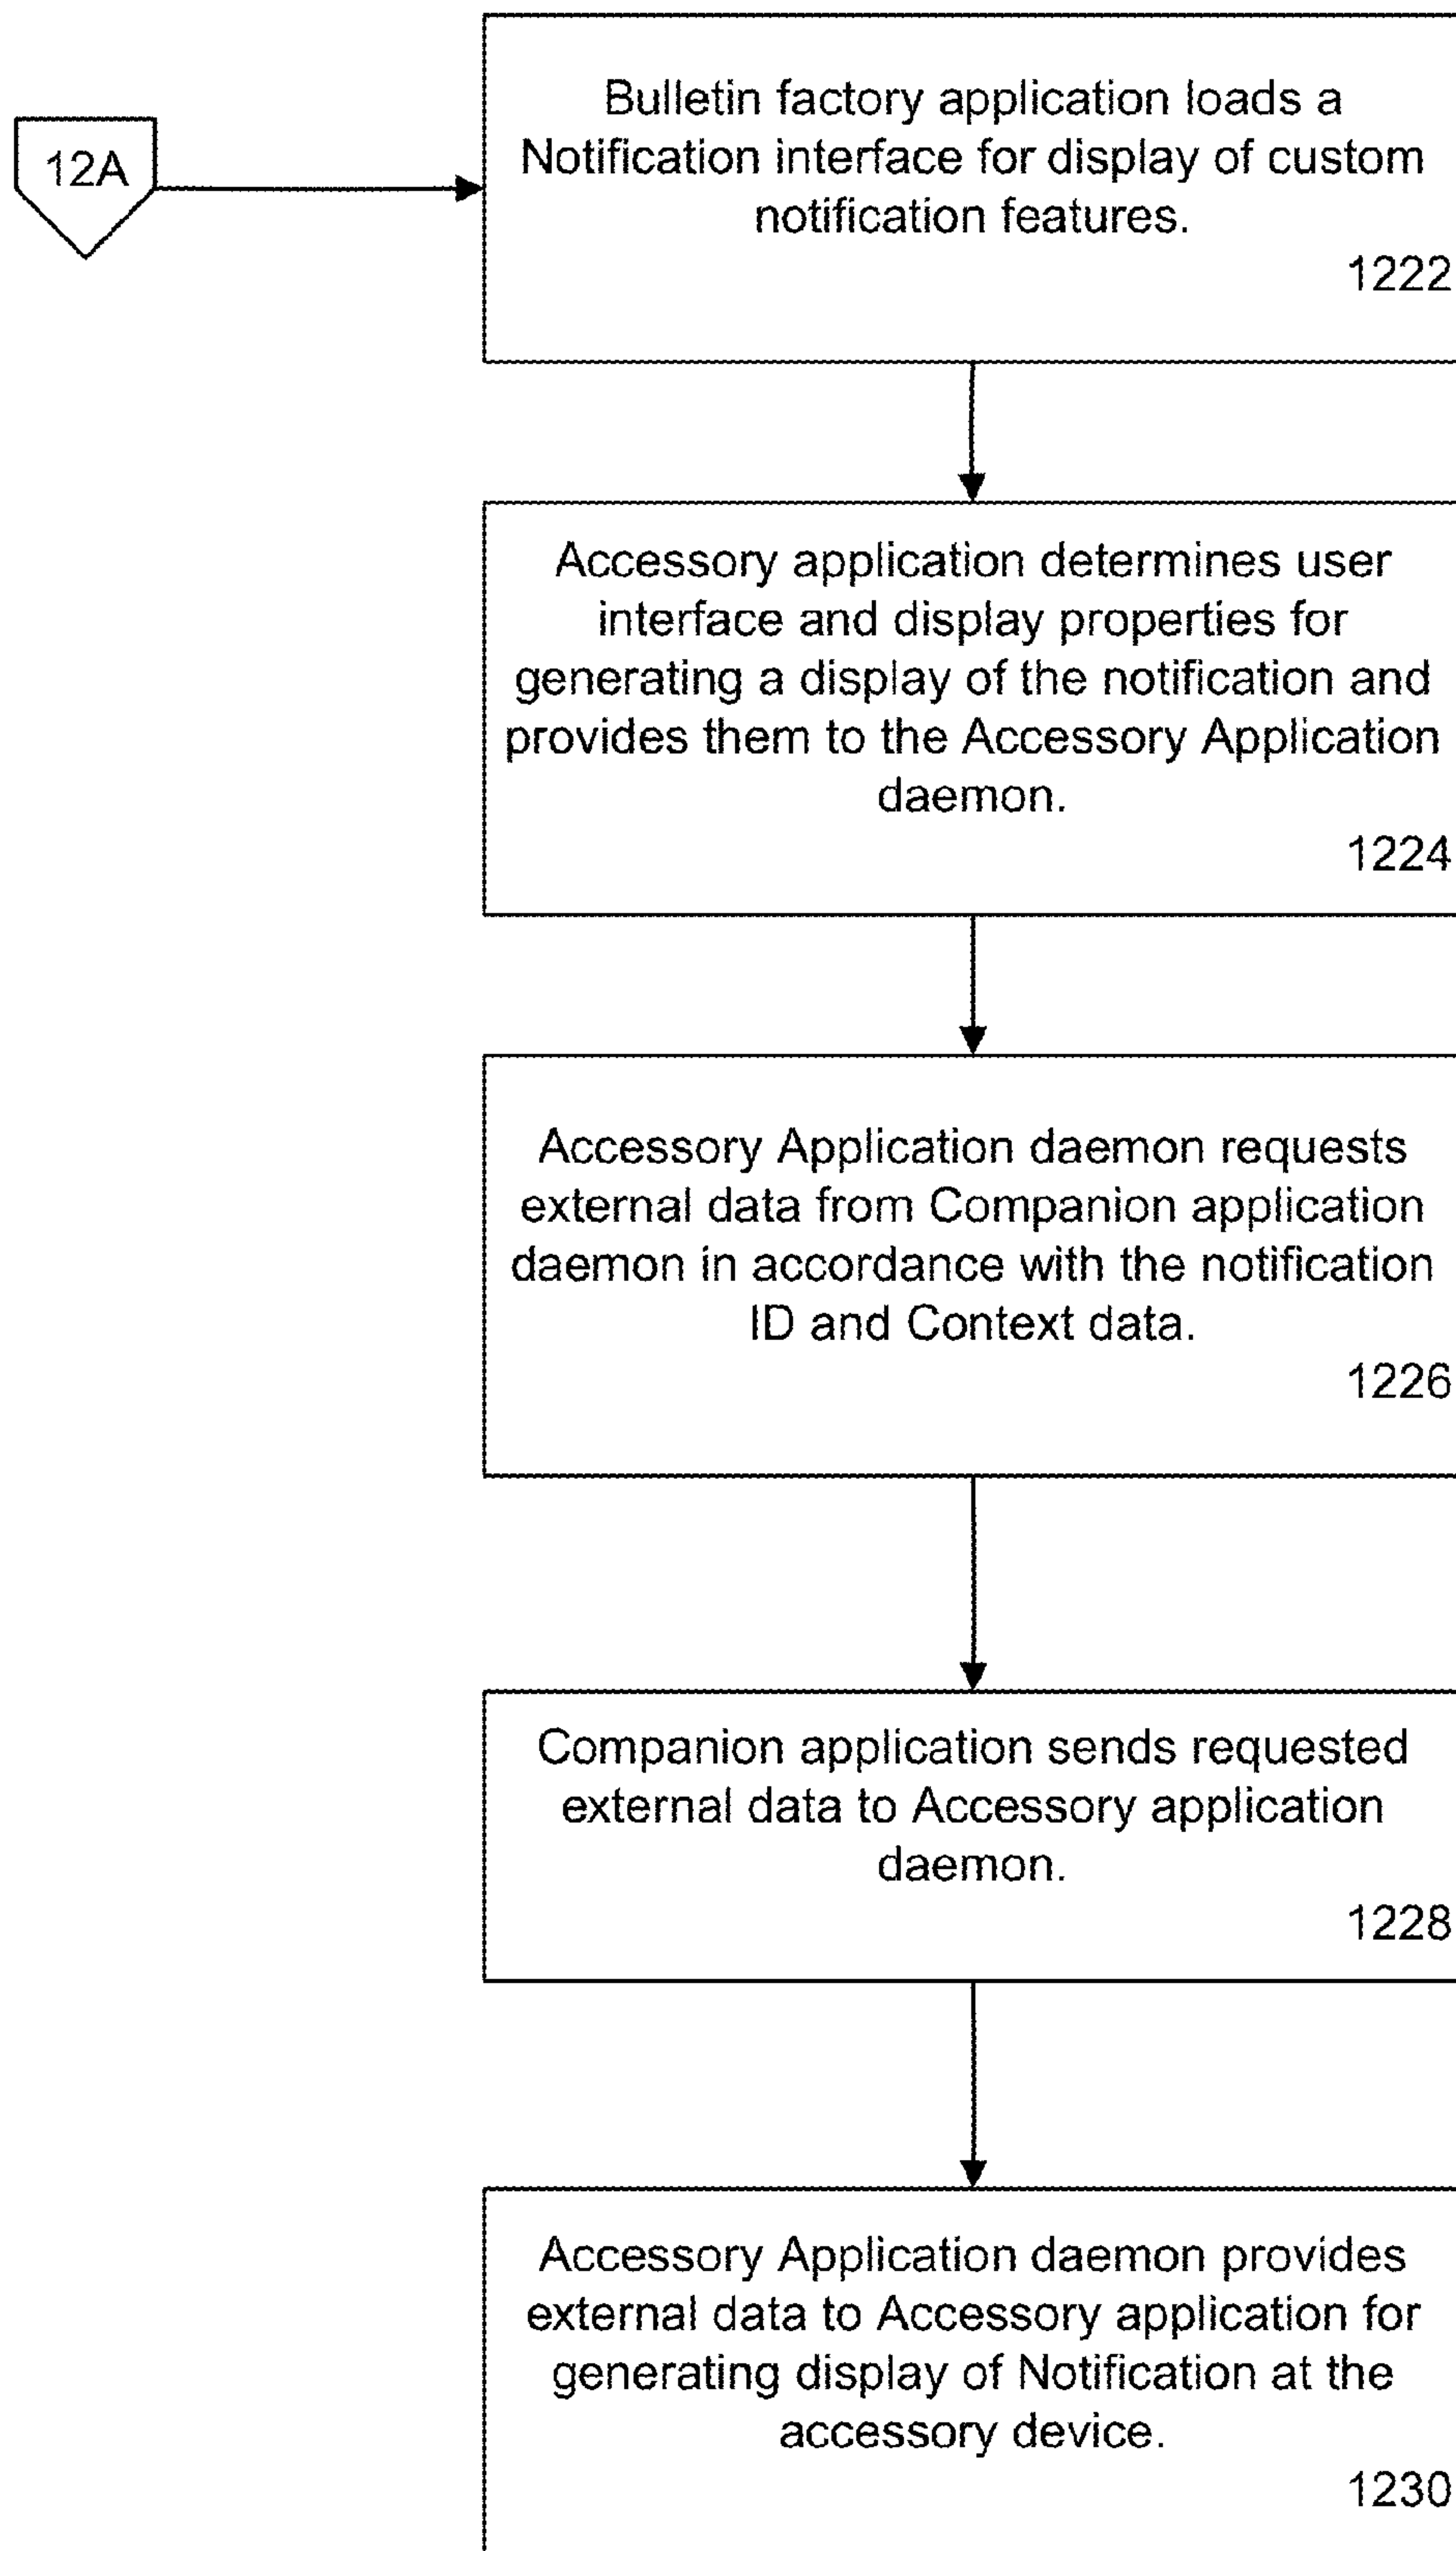 12A
Bulletin factory application loads a
Notification interface for display of custom
notification features.
1222
Accessory application determines user
interface and display properties for
generating a display of the notification and
provides them to the Accessory Application
daemon.
1224
Accessory Application daemon requests
external data from Companion application
daemon in accordance with the notification
ID and Context data.
1226
Companion application sends requested
external data to Accessory application
daemon.
1228
Accessory Application daemon provides
external data to Accessory application for
generating display of Notification at the
accessory device.
1230